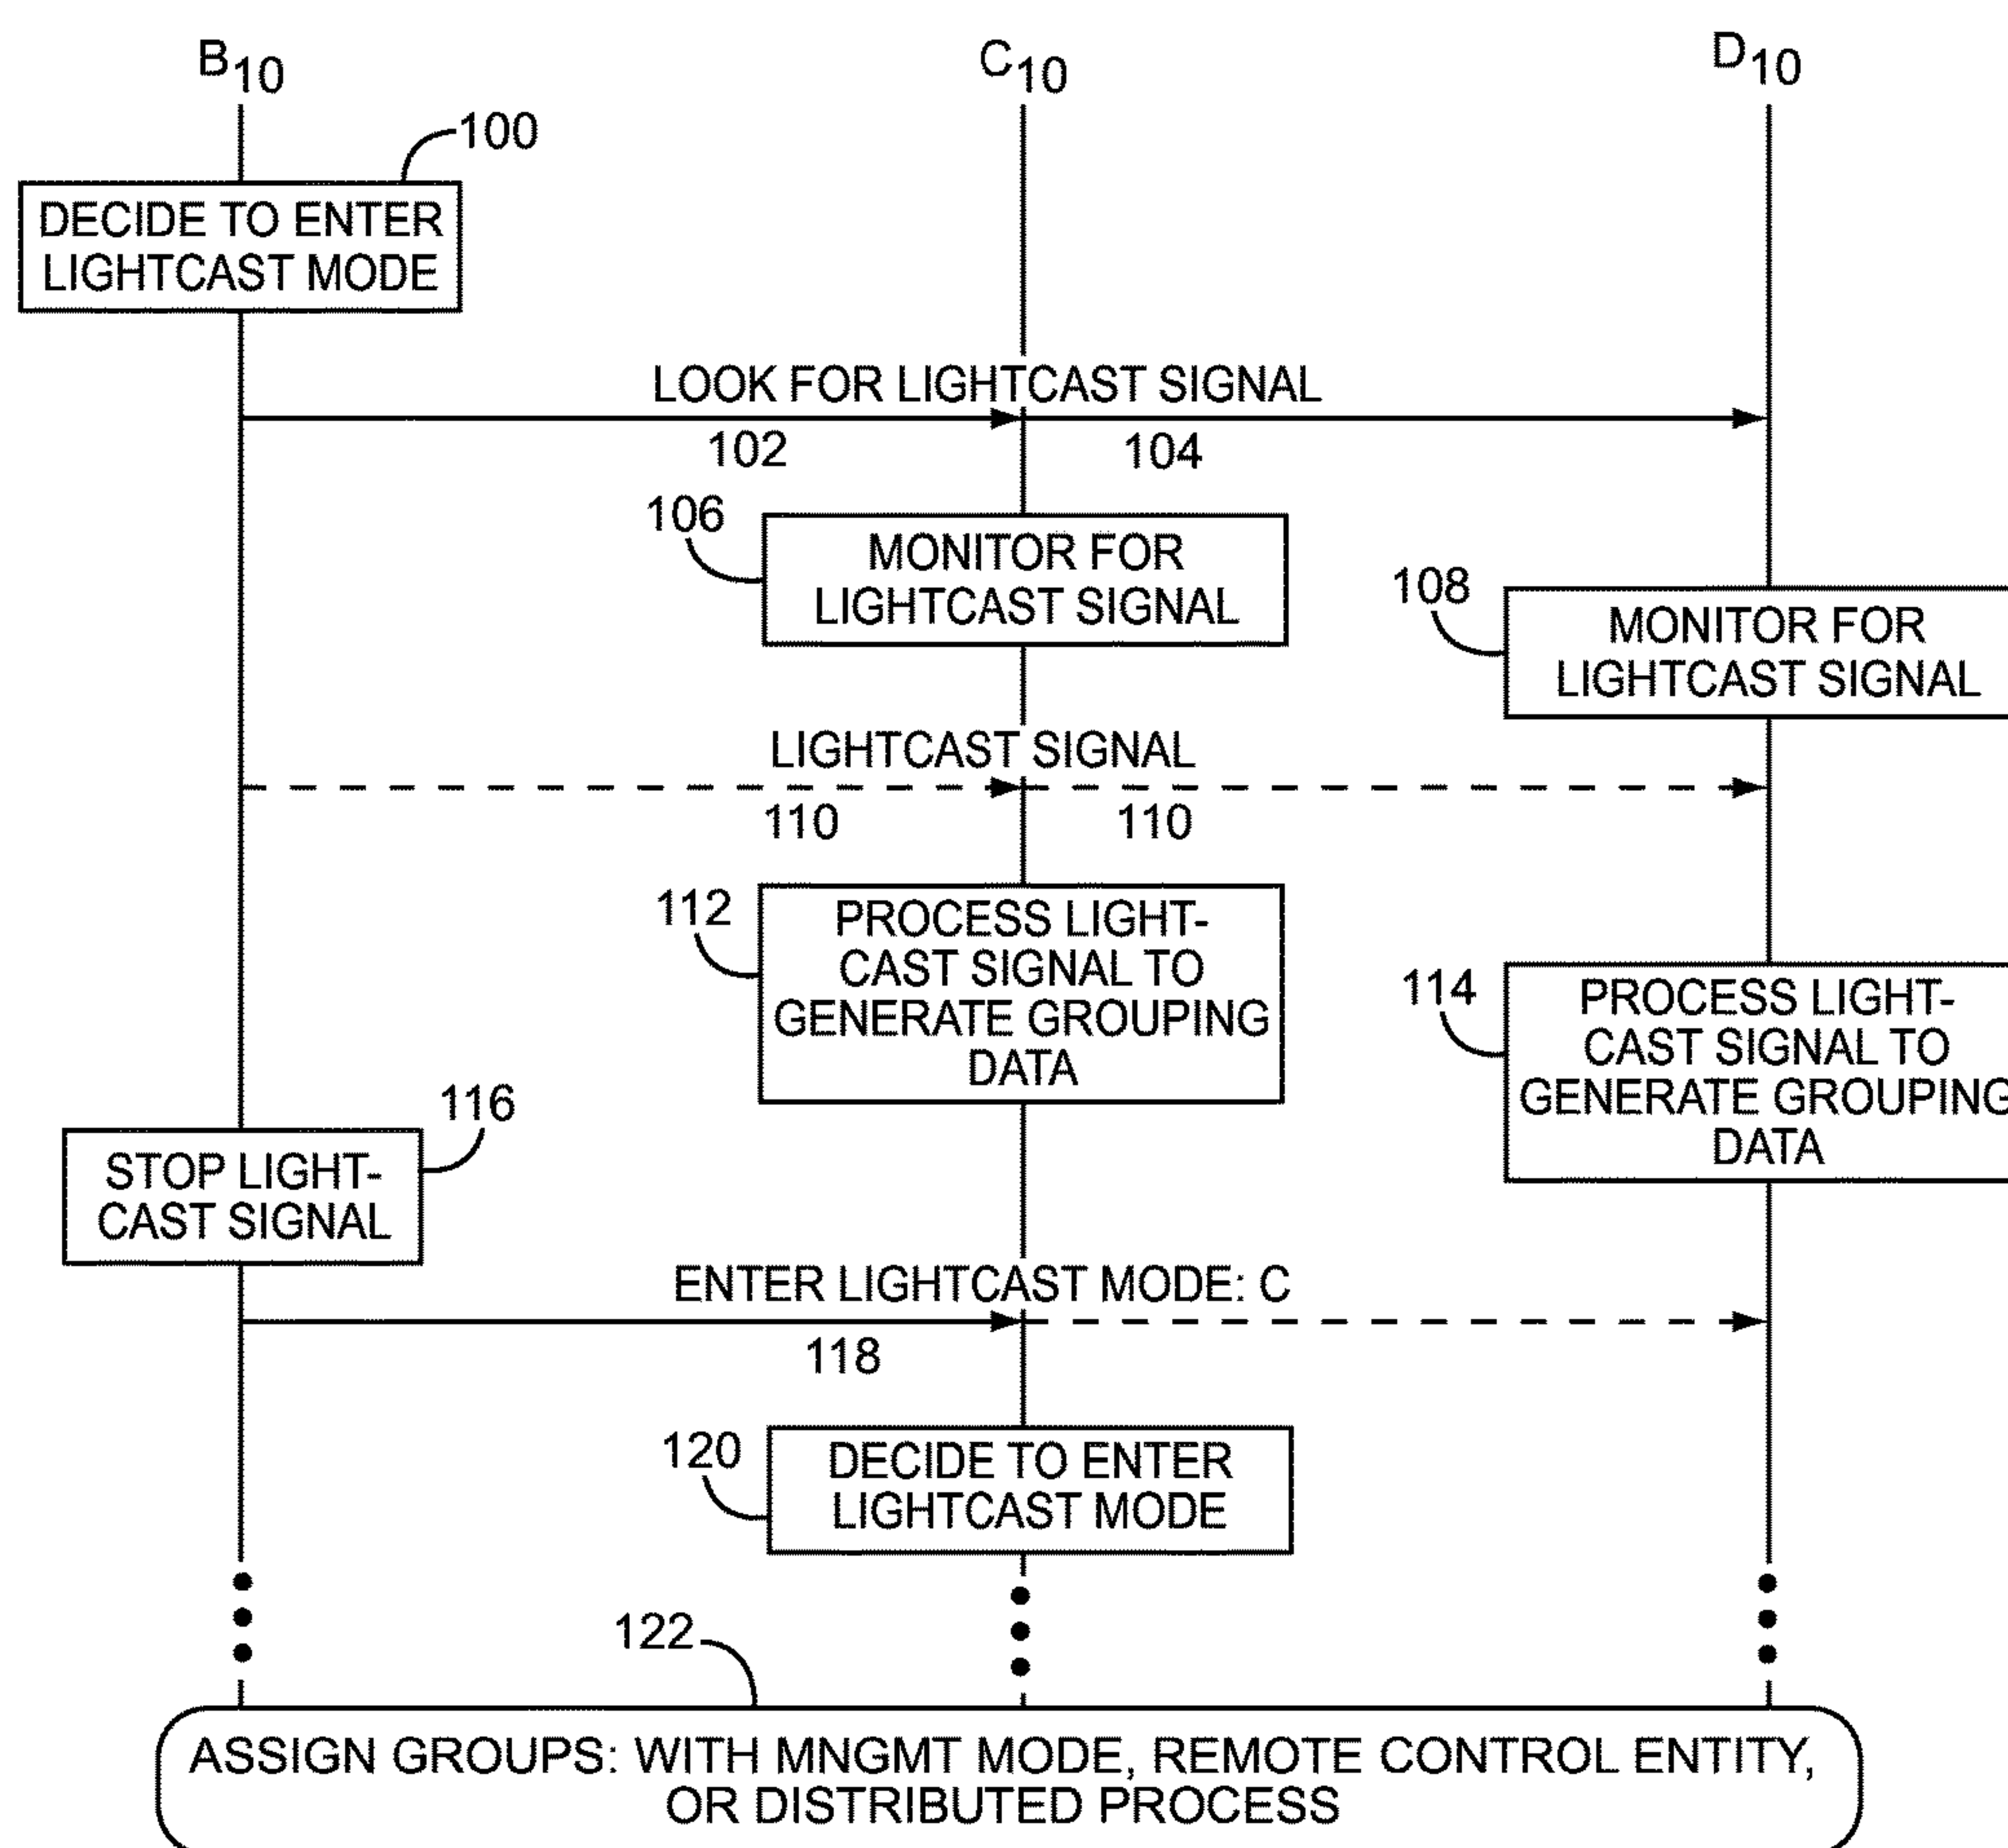 B10
C10
D10
100
DECIDE TO ENTER
LIGHTCAST MODE
LOOK FOR LIGHTCAST SIGNAL
102
104
106
MONITOR FOR
LIGHTCAST SIGNAL
108
MONITOR FOR
LIGHTCAST SIGNAL
LIGHTCAST SIGNAL
110
110
112
PROCESS LIGHT-
CAST SIGNAL TO
GENERATE GROUPING
DATA
114
PROCESS LIGHT-
CAST SIGNAL TO
GENERATE GROUPING
DATA
116
STOP LIGHT-
CAST SIGNAL
ENTER LIGHTCAST MODE: C
118
120
DECIDE TO ENTER
LIGHTCAST MODE
122
ASSIGN GROUPS: WITH MNGMT MODE, REMOTE CONTROL ENTITY,
OR DISTRIBUTED PROCESS